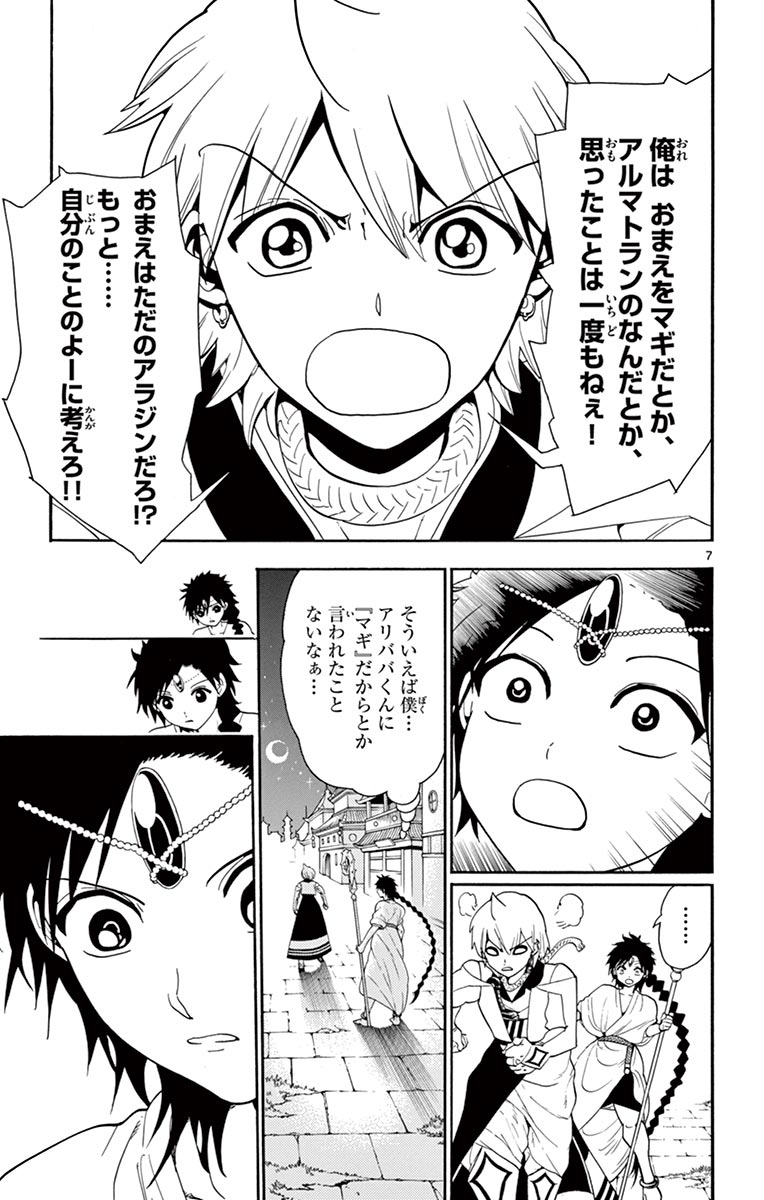 俺は おまえをマギだとか、
アルマトランのなんだとか、
思ったことは一度もねぇ！
おまえはただのアラジンだろ!?
もっと……
自分のことのよーに考えろ!!
7
……
そういえば僕…
アリババくんに
『マギ』だからとか
言われたこと
ないなぁ…